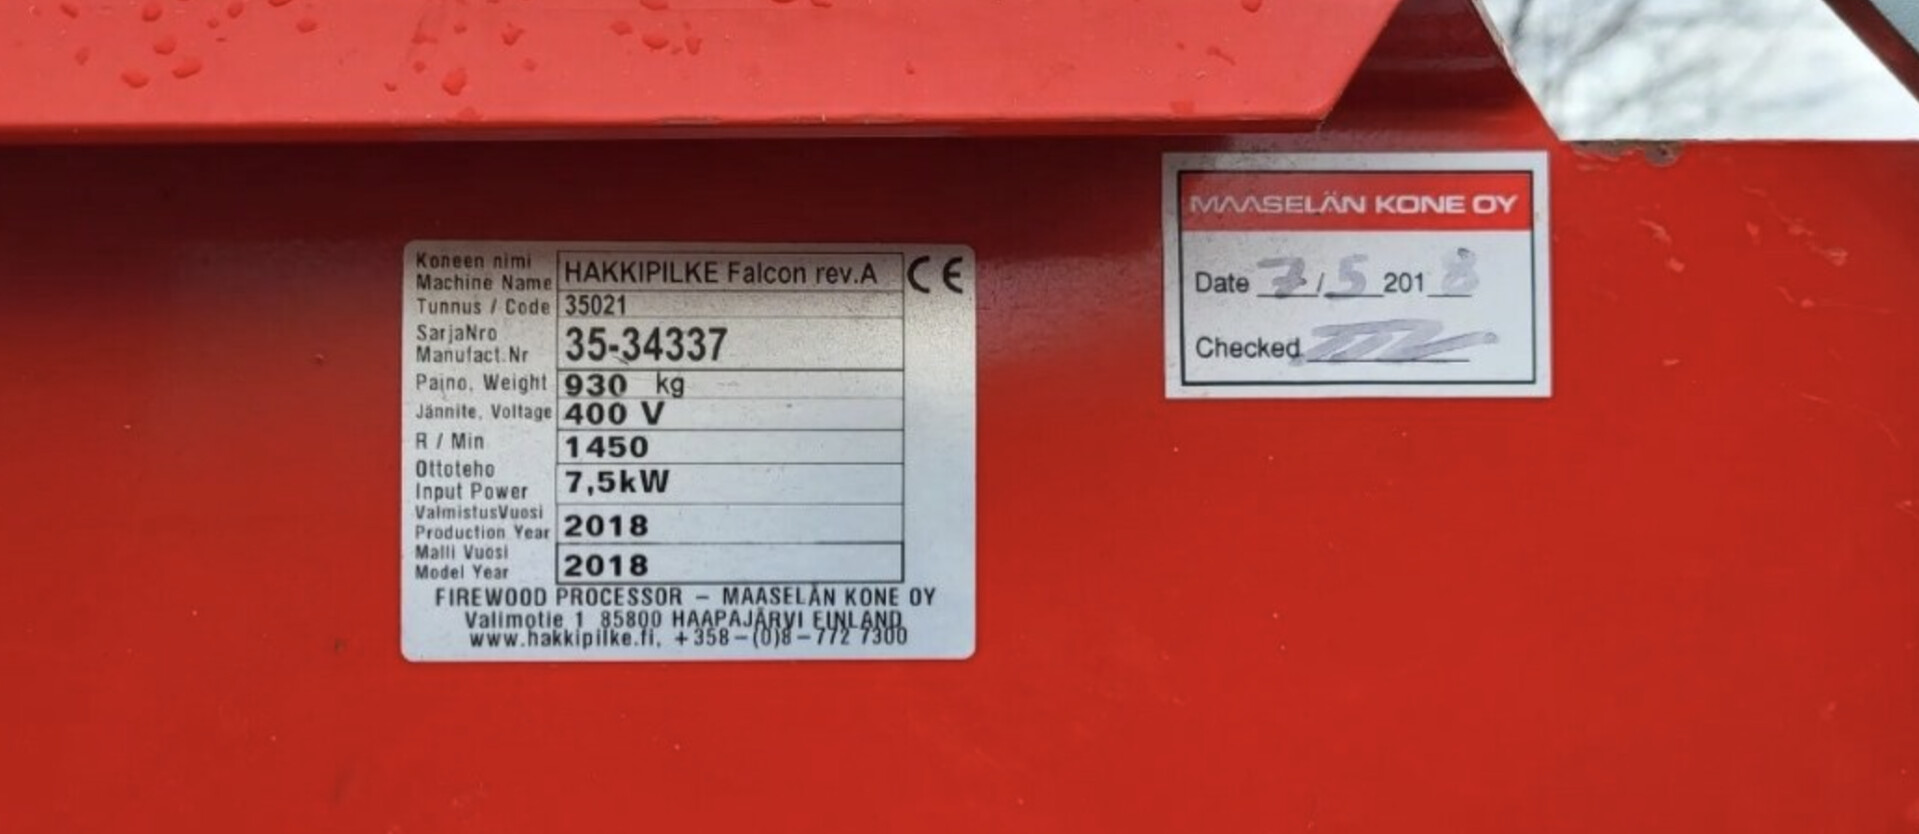 Koneen nimi
Machine Name HAKKIPILKE Falcon rev.A CE
Tunnus / Code 35021
SarjaNro
Manufact.Nr 35-34337
Paino, Weight 930 kg
Jännite, Voltage 400 V
R / Min 1450
Ottoteho
Input Power 7,5kW
ValmistusVuosi
Production Year 2018
Malli Vuosi
Model Year 2018
FIREWOOD PROCESSOR – MAASELÄN KONE OY
Valimotie 1 85800 HAAPAJÄRVI FINLAND
www.hakkipilke.fi, +358–(0)8–772 7300
MAASELÄN KONE OY
Date 7/5 2018
Checked